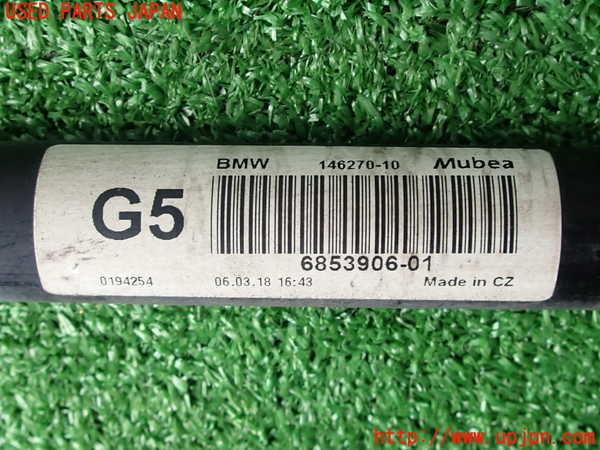 USED PARTS JAPAN
BMW 146270-10 Mubea
G5
6853906-01
0194254 06.03.18 16:43 Made in CZ
http://www.upjpn.com/